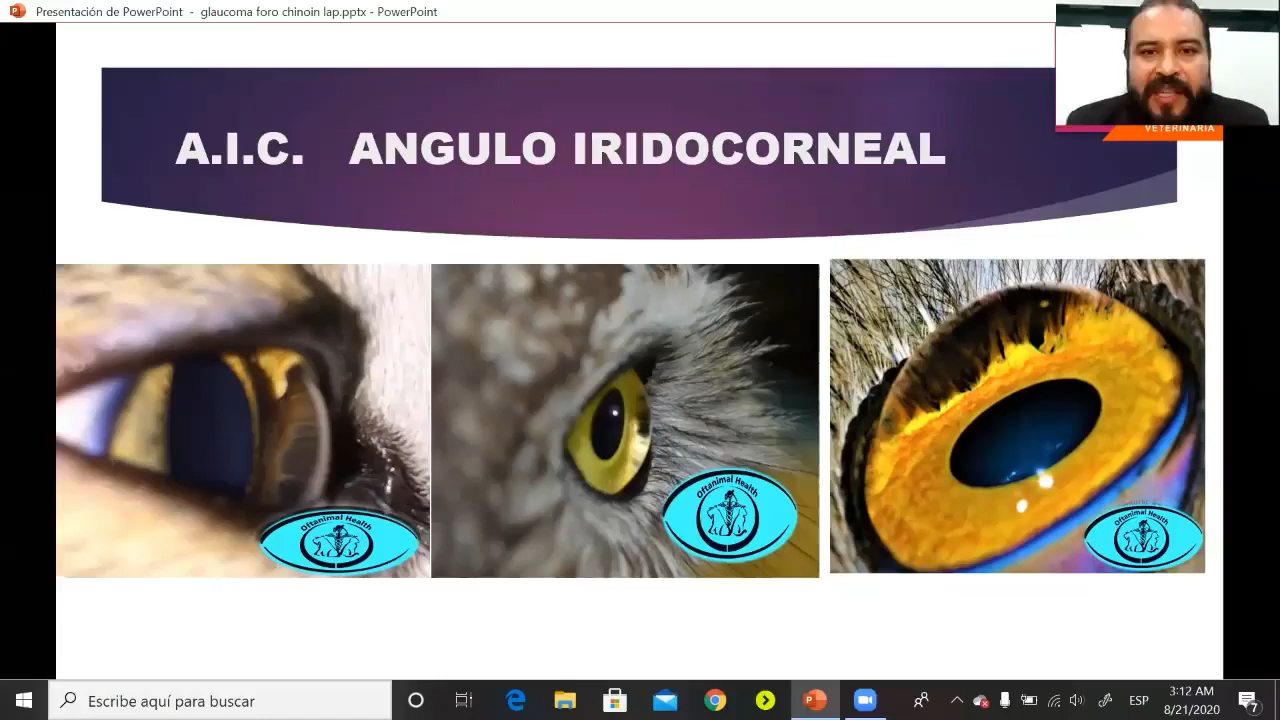 Presentación de PowerPoint - glaucoma foro chinoin lap.pptx - PowerPoint
VETERINARIA
A.I.C. ANGULO IRIDOCORNEAL
Oftanimal Health
Oftanimal Health
Oftanimal Health
Escribe aquí para buscar
ESP
3:12 AM
8/21/2020
7